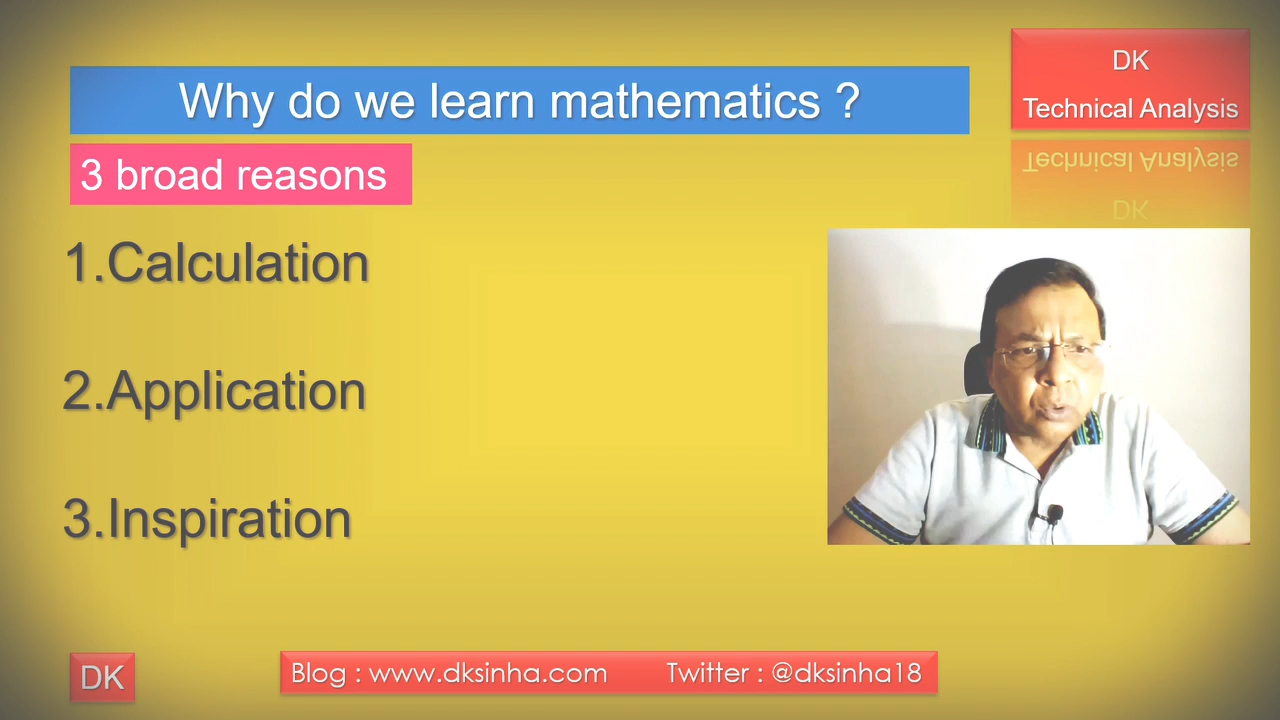 Why do we learn mathematics ?
DK
Technical Analysis
3 broad reasons
Technical Analysis
DK
1.Calculation
2.Application
3.Inspiration
DK
Blog : www.dksinha.com Twitter : @dksinha18